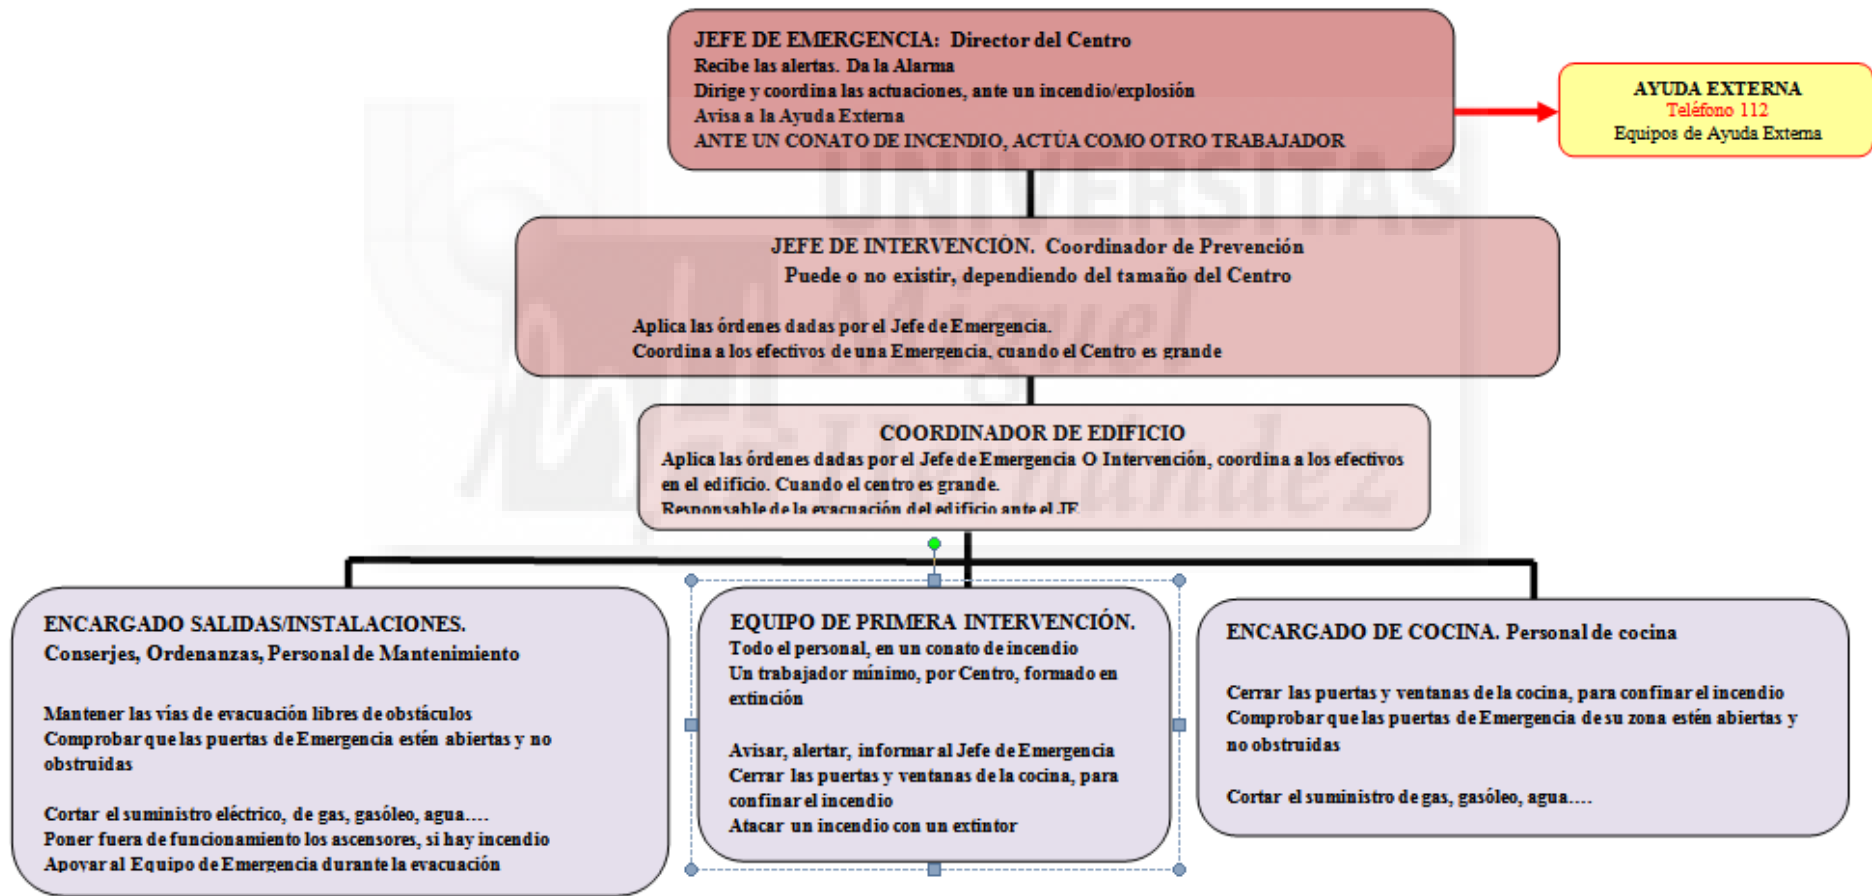 JEFE DE EMERGENCIA: Director del Centro
Recibe las alertas. Da la Alarma
Dirige y coordina las actuaciones, ante un incendio/explosión
Avisa a la Ayuda Externa
ANTE UN CONATO DE INCENDIO, ACTÚA COMO OTRO TRABAJADOR
AYUDA EXTERNA
Teléfono 112
Equipos de Ayuda Externa
UNIVERSITAS
Miguel
Hernández
JEFE DE INTERVENCIÓN. Coordinador de Prevención
Puede o no existir, dependiendo del tamaño del Centro
Aplica las órdenes dadas por el Jefe de Emergencia.
Coordina a los efectivos de una Emergencia, cuando el Centro es grande
COORDINADOR DE EDIFICIO
Aplica las órdenes dadas por el Jefe de Emergencia O Intervención, coordina a los efectivos
en el edificio. Cuando el centro es grande.
Responsable de la evacuación del edificio ante el JE
ENCARGADO SALIDAS/INSTALACIONES.
Conserjes, Ordenanzas, Personal de Mantenimiento
Mantener las vías de evacuación libres de obstáculos
Comprobar que las puertas de Emergencia estén abiertas y no
obstruidas
Cortar el suministro eléctrico, de gas, gasóleo, agua....
Poner fuera de funcionamiento los ascensores, si hay incendio
Apoyar al Equipo de Emergencia durante la evacuación
EQUIPO DE PRIMERA INTERVENCIÓN.
Todo el personal, en un conato de incendio
Un trabajador mínimo, por Centro, formado en
extinción
Avisar, alertar, informar al Jefe de Emergencia
Cerrar las puertas y ventanas de la cocina, para
confinar el incendio
Atacar un incendio con un extintor
ENCARGADO DE COCINA. Personal de cocina
Cerrar las puertas y ventanas de la cocina, para confinar el incendio
Comprobar que las puertas de Emergencia de su zona estén abiertas y
no obstruidas
Cortar el suministro de gas, gasóleo, agua....